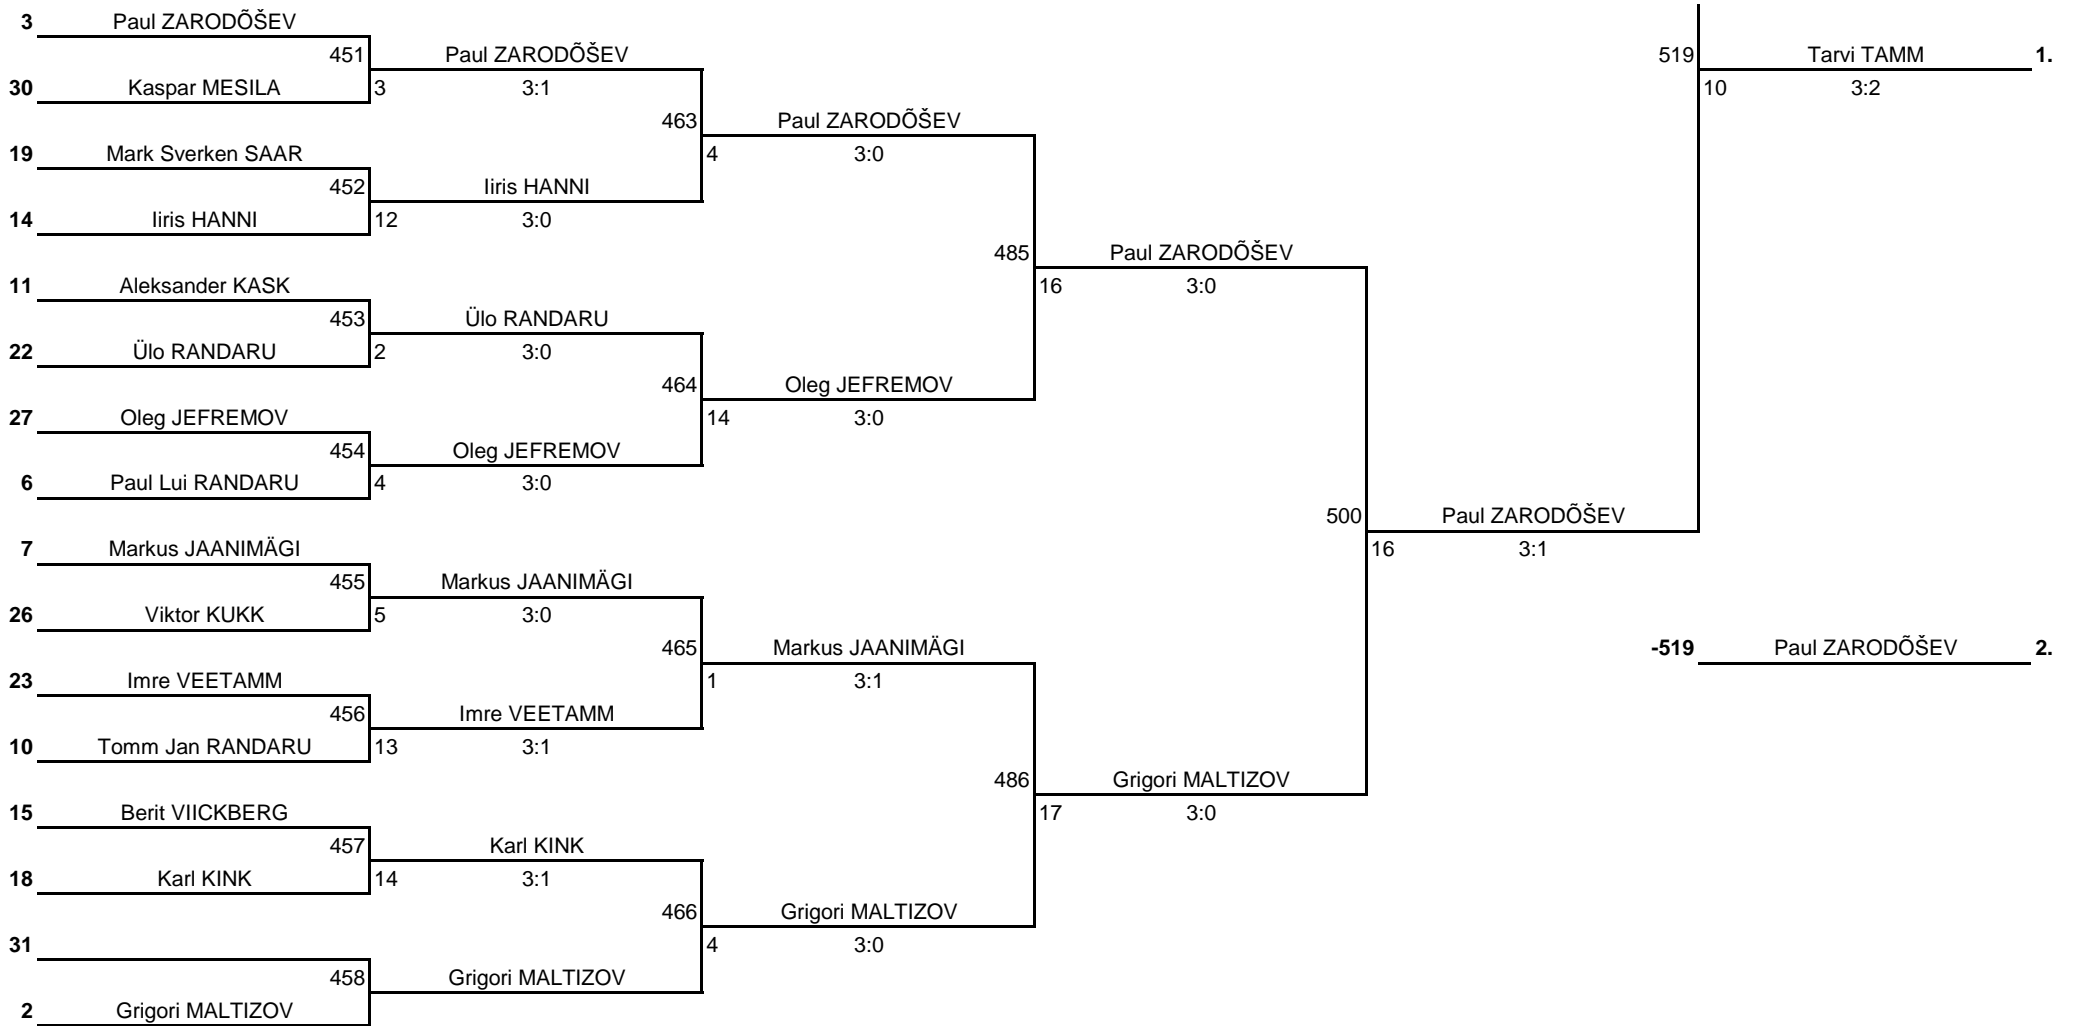 3 Paul ZARODÕŠEV
451 Paul ZARODÕŠEV 519 Tarvi TAMM 1.
30 Kaspar MESILA 3 3:1 10 3:2
463 Paul ZARODÕŠEV
19 Mark Sverken SAAR 4 3:0
452 Iiris HANNI
14 Iiris HANNI 12 3:0
485 Paul ZARODÕŠEV
11 Aleksander KASK 16 3:0
453 Ülo RANDARU
22 Ülo RANDARU 2 3:0
464 Oleg JEFREMOV
27 Oleg JEFREMOV 14 3:0
454 Oleg JEFREMOV
6 Paul Lui RANDARU 4 3:0
500 Paul ZARODÕŠEV
7 Markus JAANIMÄGI 16 3:1
455 Markus JAANIMÄGI
26 Viktor KUKK 5 3:0
465 Markus JAANIMÄGI -519 Paul ZARODÕŠEV 2.
23 Imre VEETAMM 1 3:1
456 Imre VEETAMM
10 Tomm Jan RANDARU 13 3:1
486 Grigori MALTIZOV
15 Berit VIICKBERG 17 3:0
457 Karl KINK
18 Karl KINK 14 3:1
466 Grigori MALTIZOV
31 4 3:0
458 Grigori MALTIZOV
2 Grigori MALTIZOV